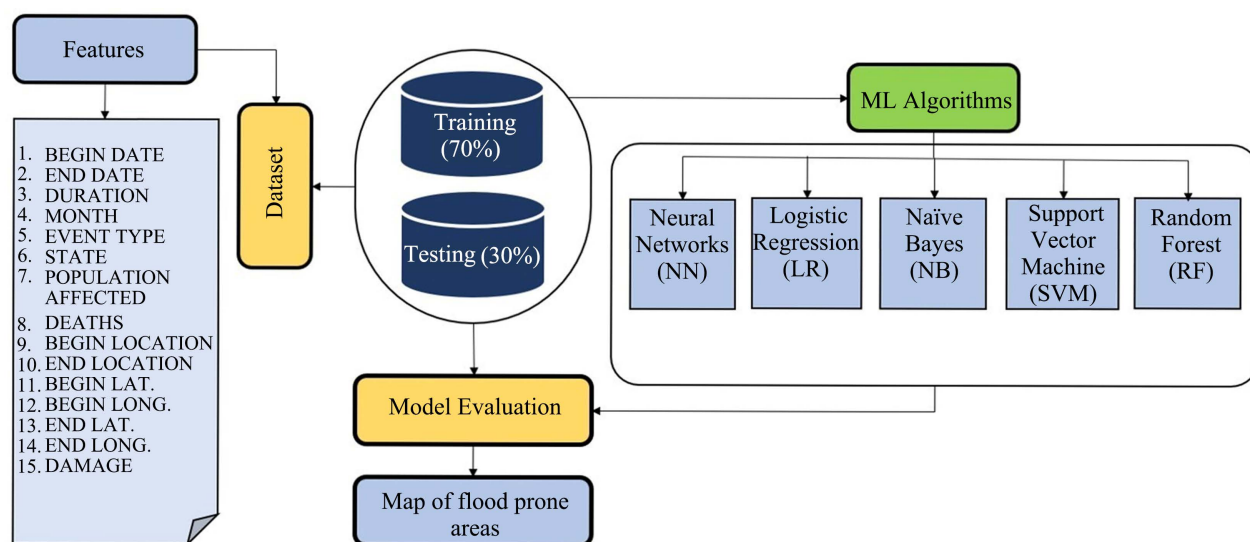 Features
1. BEGIN DATE
2. END DATE
3. DURATION
4. MONTH
5. EVENT TYPE
6. STATE
7. POPULATION
AFFECTED
8. DEATHS
9. BEGIN LOCATION
10. END LOCATION
11. BEGIN LAT.
12. BEGIN LONG.
13. END LAT.
14. END LONG.
15. DAMAGE
Dataset
Training
(70%)
Testing (30%)
ML Algorithms
Neural
Networks
(NN)
Logistic
Regression
(LR)
Naïve
Bayes
(NB)
Support
Vector
Machine
(SVM)
Random
Forest
(RF)
Model Evaluation
Map of flood prone
areas